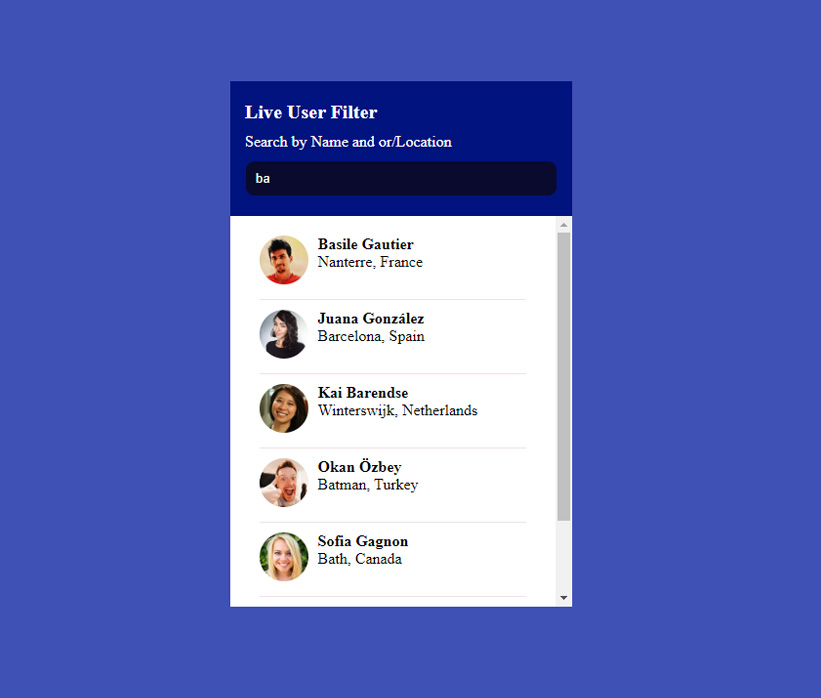 Live User Filter
Search by Name and or/Location
ba
Basile Gautier
Nanterre, France
Juana González
Barcelona, Spain
Kai Barendse
Winterswijk, Netherlands
Okan Özbey
Batman, Turkey
Sofia Gagnon
Bath, Canada